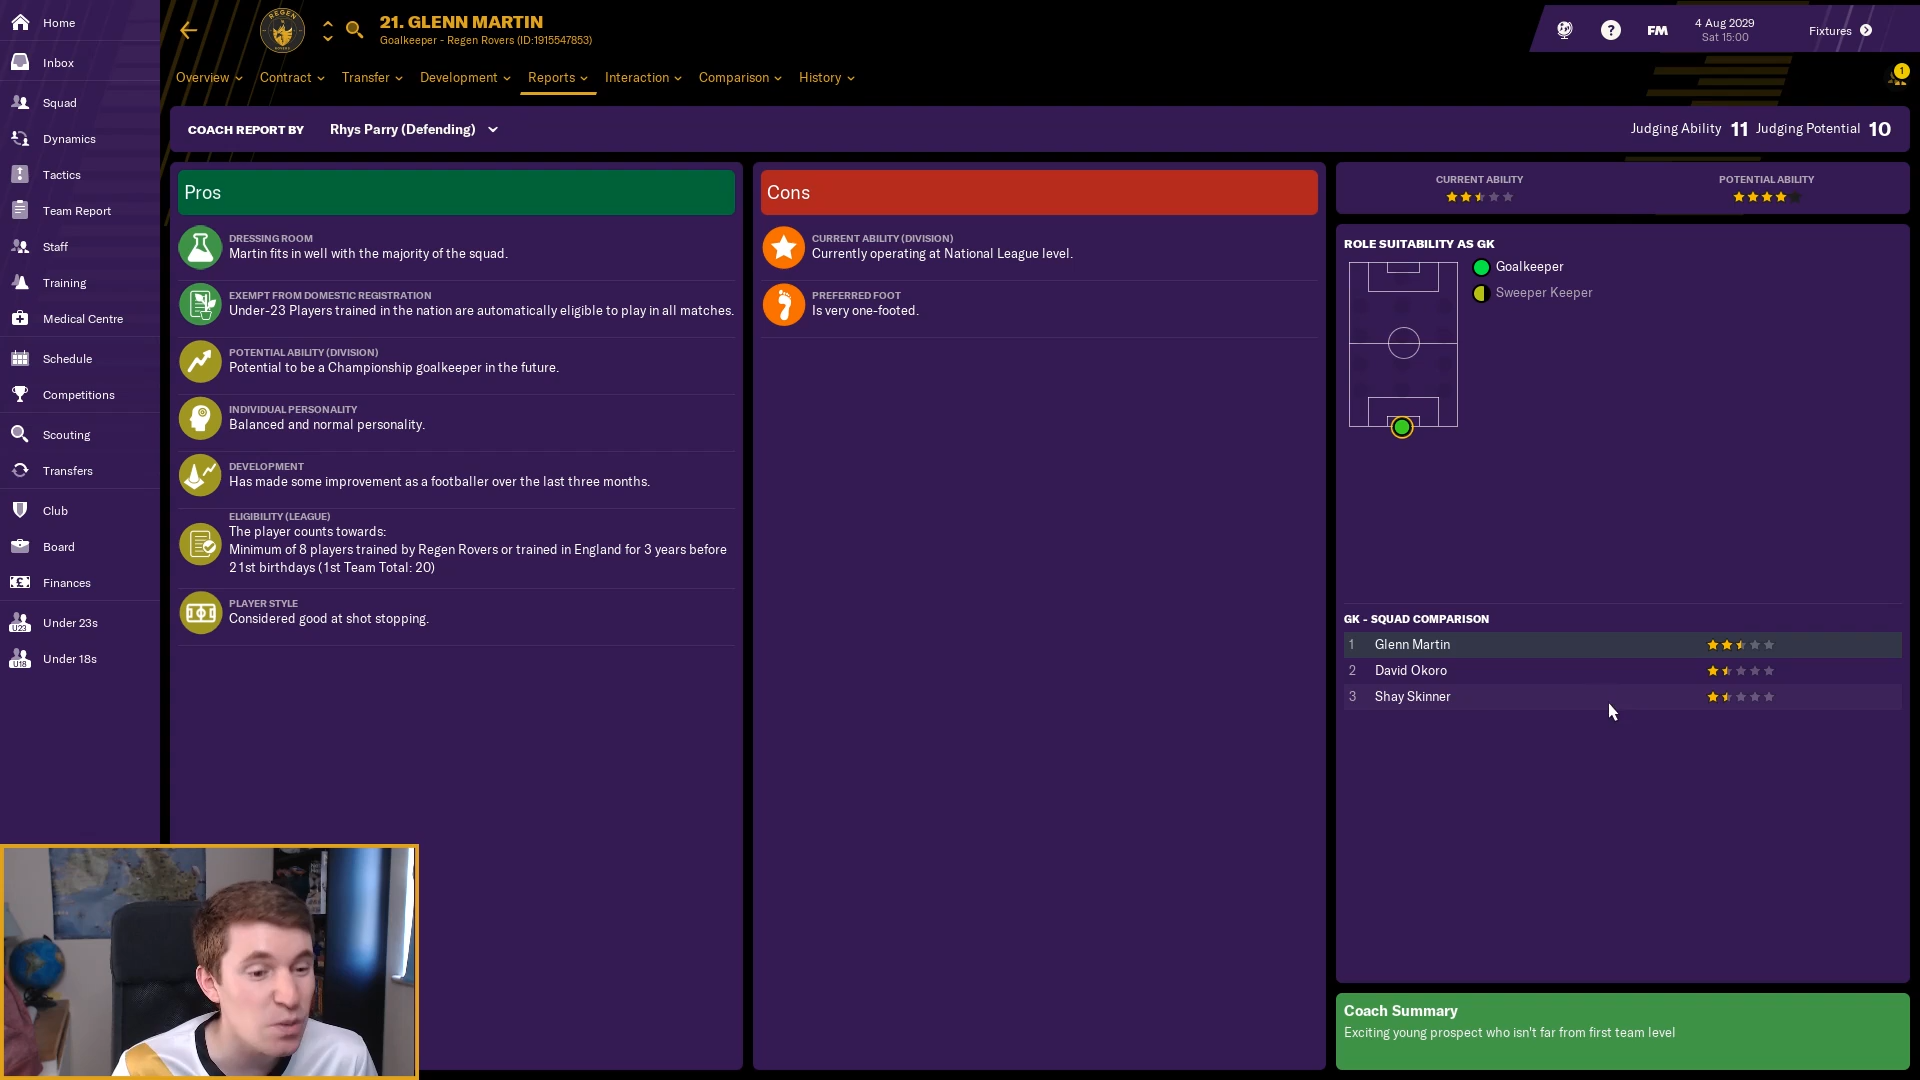 Home
Inbox
Squad
Dynamics
Tactics
Team Report
Staff
Training
Medical Centre
Schedule
Competitions
Scouting
Transfers
Club
Board
Finances
U23
Under 23s
U18
Under 18s
REGEN
ROVERS
21. GLENN MARTIN
Goalkeeper - Regen Rovers (ID:1915547853)
?
FM
4 Aug 2029
Sat 15:00
Fixtures
Overview
Contract
Transfer
Development
Reports
Interaction
Comparison
History
1
COACH REPORT BY
Rhys Parry (Defending)
Judging Ability 11 Judging Potential 10
Pros
DRESSING ROOM
Martin fits in well with the majority of the squad.
EXEMPT FROM DOMESTIC REGISTRATION
Under-23 Players trained in the nation are automatically eligible to play in all matches.
POTENTIAL ABILITY (DIVISION)
Potential to be a Championship goalkeeper in the future.
INDIVIDUAL PERSONALITY
Balanced and normal personality.
DEVELOPMENT
Has made some improvement as a footballer over the last three months.
ELIGIBILITY (LEAGUE)
The player counts towards:
Minimum of 8 players trained by Regen Rovers or trained in England for 3 years before
21st birthdays (1st Team Total: 20)
PLAYER STYLE
Considered good at shot stopping.
Cons
CURRENT ABILITY (DIVISION)
Currently operating at National League level.
PREFERRED FOOT
Is very one-footed.
CURRENT ABILITY
POTENTIAL ABILITY
ROLE SUITABILITY AS GK
Goalkeeper
Sweeper Keeper
GK - SQUAD COMPARISON
1 Glenn Martin
2 David Okoro
3 Shay Skinner
Coach Summary
Exciting young prospect who isn't far from first team level